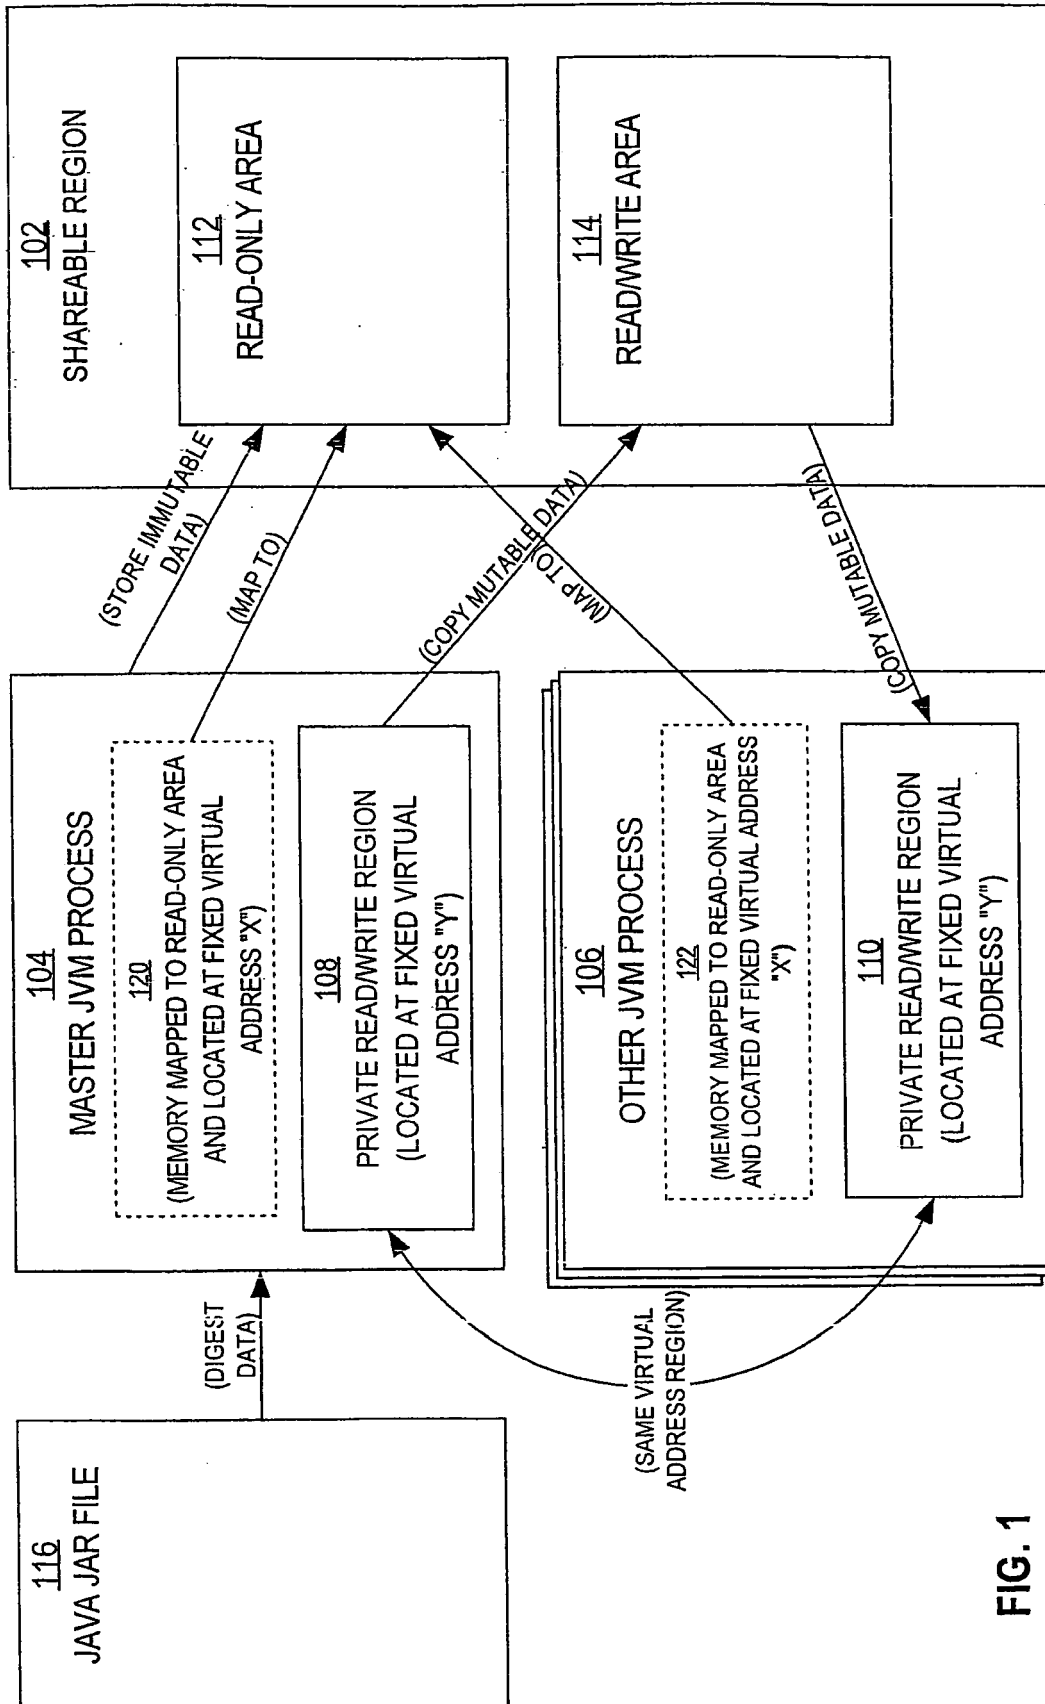 116
JAVA JAR FILE
(DIGEST
DATA)
104
MASTER JVM PROCESS
120
(MEMORY MAPPED TO READ-ONLY AREA
AND LOCATED AT FIXED VIRTUAL
ADDRESS "X")
108
PRIVATE READ/WRITE REGION
(LOCATED AT FIXED VIRTUAL
ADDRESS "Y")
(STORE IMMUTABLE
DATA)
(MAP TO)
(COPY MUTABLE DATA)
102
SHAREABLE REGION
112
READ-ONLY AREA
114
READ/WRITE AREA
(SAME VIRTUAL
ADDRESS REGION)
106
OTHER JVM PROCESS
122
(MEMORY MAPPED TO READ-ONLY AREA
AND LOCATED AT FIXED VIRTUAL ADDRESS
"X")
110
PRIVATE READ/WRITE REGION
(LOCATED AT FIXED VIRTUAL
ADDRESS "Y")
(MAP TO)
(COPY MUTABLE DATA)
FIG. 1